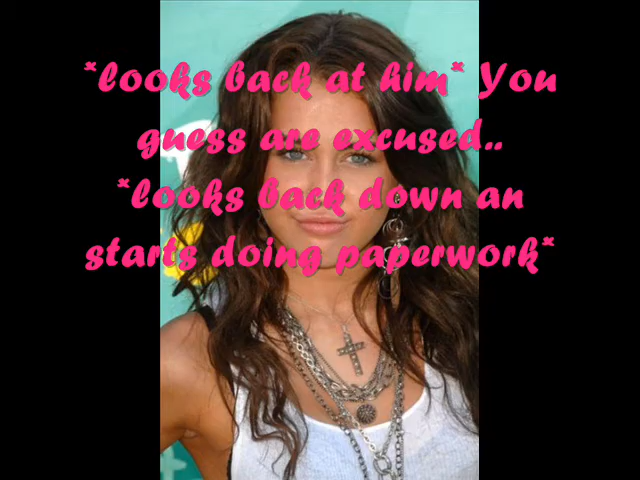 *looks back at him* You
guess are excused..
*looks back down an
starts doing paperwork*